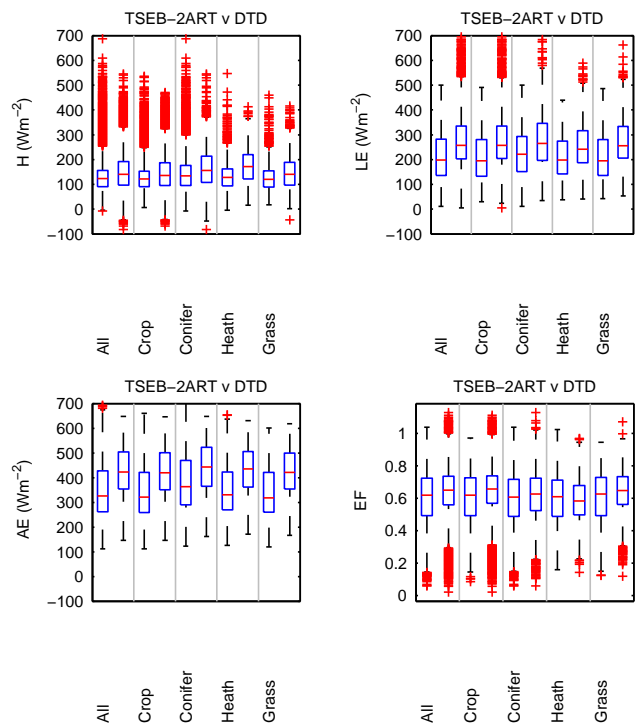 TSEB−2ART v DTD
H (Wm−2)
700
600
500
400
300
200
100
0
−100
All
Crop
Conifer
Heath
Grass
TSEB−2ART v DTD
LE (Wm−2)
700
600
500
400
300
200
100
0
−100
All
Crop
Conifer
Heath
Grass
TSEB−2ART v DTD
AE (Wm−2)
700
600
500
400
300
200
100
0
−100
All
Crop
Conifer
Heath
Grass
TSEB−2ART v DTD
EF
1
0.8
0.6
0.4
0.2
0
All
Crop
Conifer
Heath
Grass